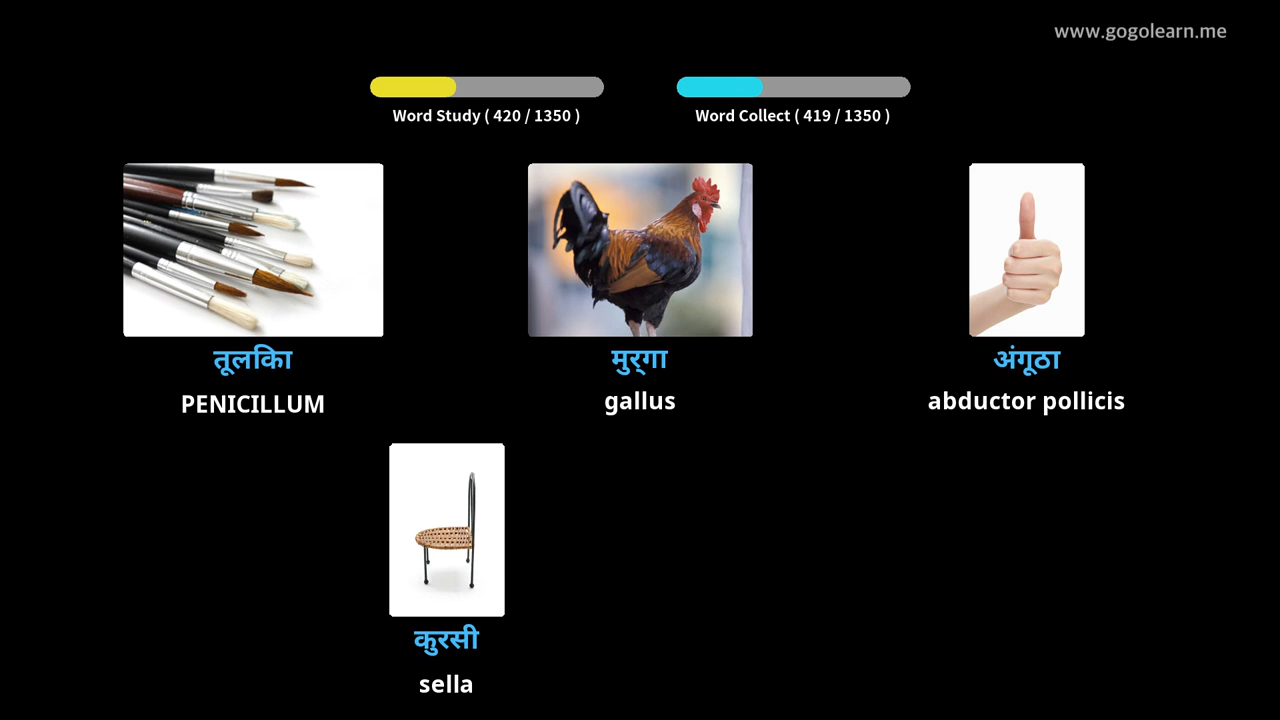 www.gogolearn.me
Word Study ( 420 / 1350 )
Word Collect ( 419 / 1350 )
तूलिका
मुर्गा
अंगूठा
PENICILLUM
gallus
abductor pollicis
कुरसी
sella